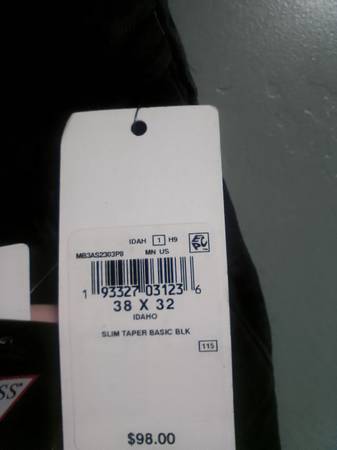 IDAH 1 H9
MB3AS2303P8 MN US
1 93327 03123 6
38 X 32
IDAHO
SLIM TAPER BASIC BLK
115
$98.00
SS